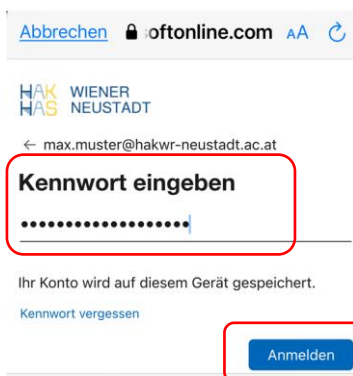 Abbrechen softonline.com AA
HAK WIENER
HAS NEUSTADT
← max.muster@hakwr-neustadt.ac.at
Kennwort eingeben
•••••••••••••••••••
Ihr Konto wird auf diesem Gerät gespeichert.
Kennwort vergessen
Anmelden